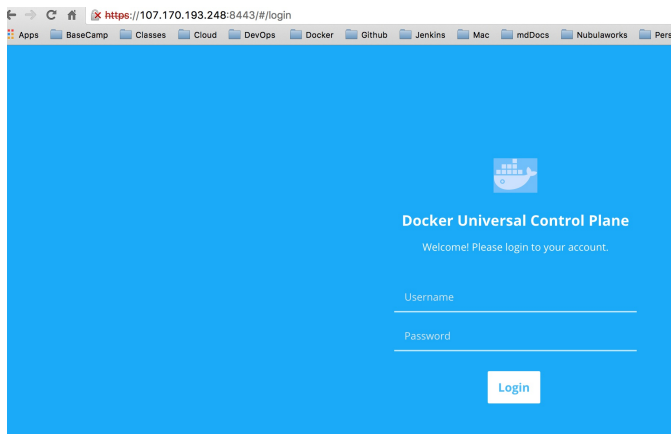 https://107.170.193.248:8443/#/login
Apps BaseCamp Classes Cloud DevOps Docker Github Jenkins Mac mdDocs Nubulaworks Pers
Docker Universal Control Plane
Welcome! Please login to your account.
Username
Password
Login